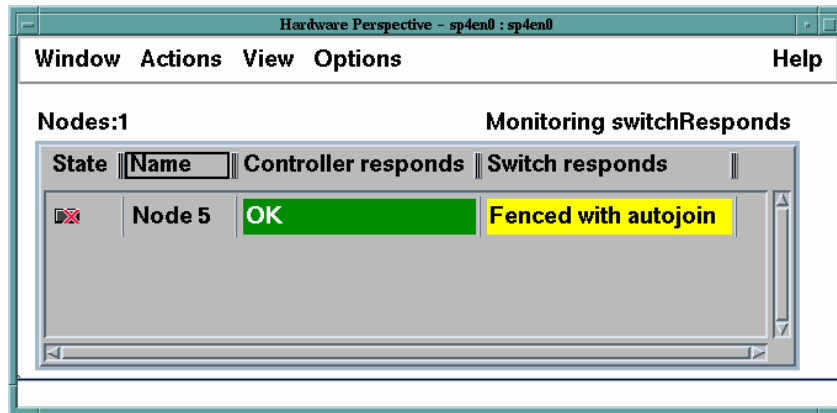 Hardware Perspective – sp4en0 : sp4en0
Window Actions View Options Help
Nodes:1 Monitoring switchResponds
State Name Controller responds Switch responds
Node 5 OK Fenced with autojoin